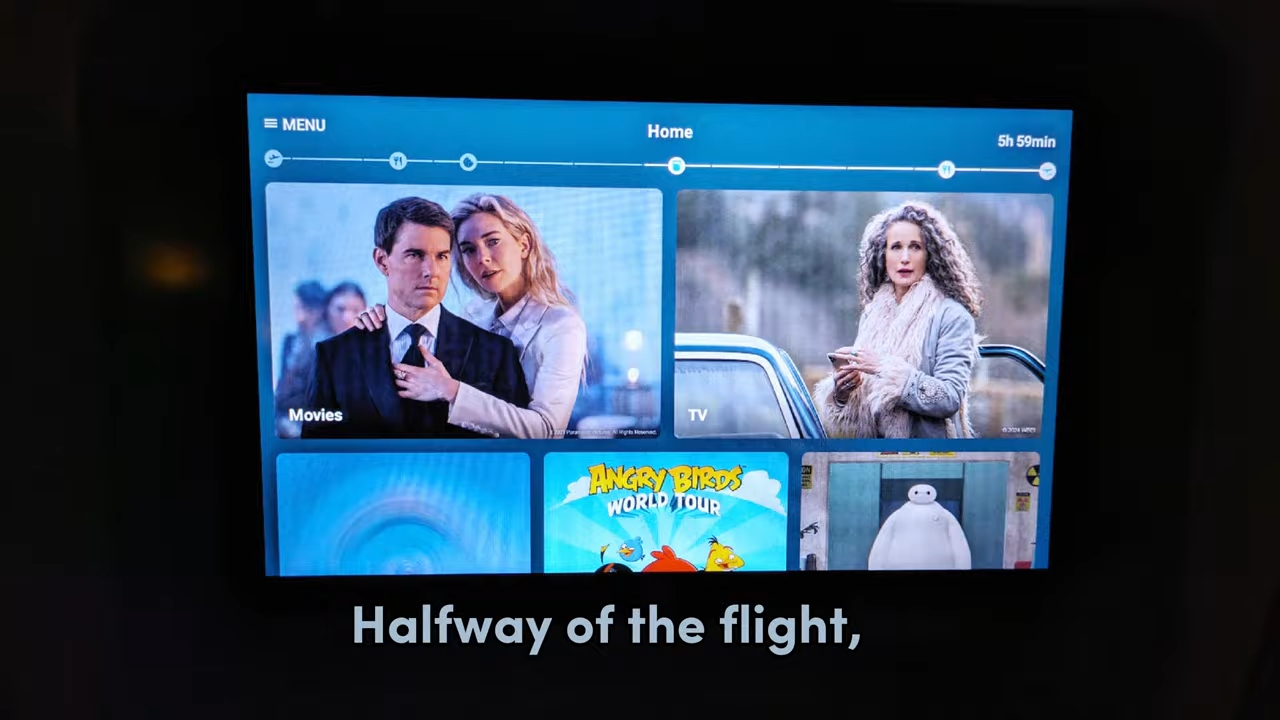 MENU
Home
5h 59min
Movies
TV
ANGRY BIRDS
WORLD TOUR
Halfway of the flight,